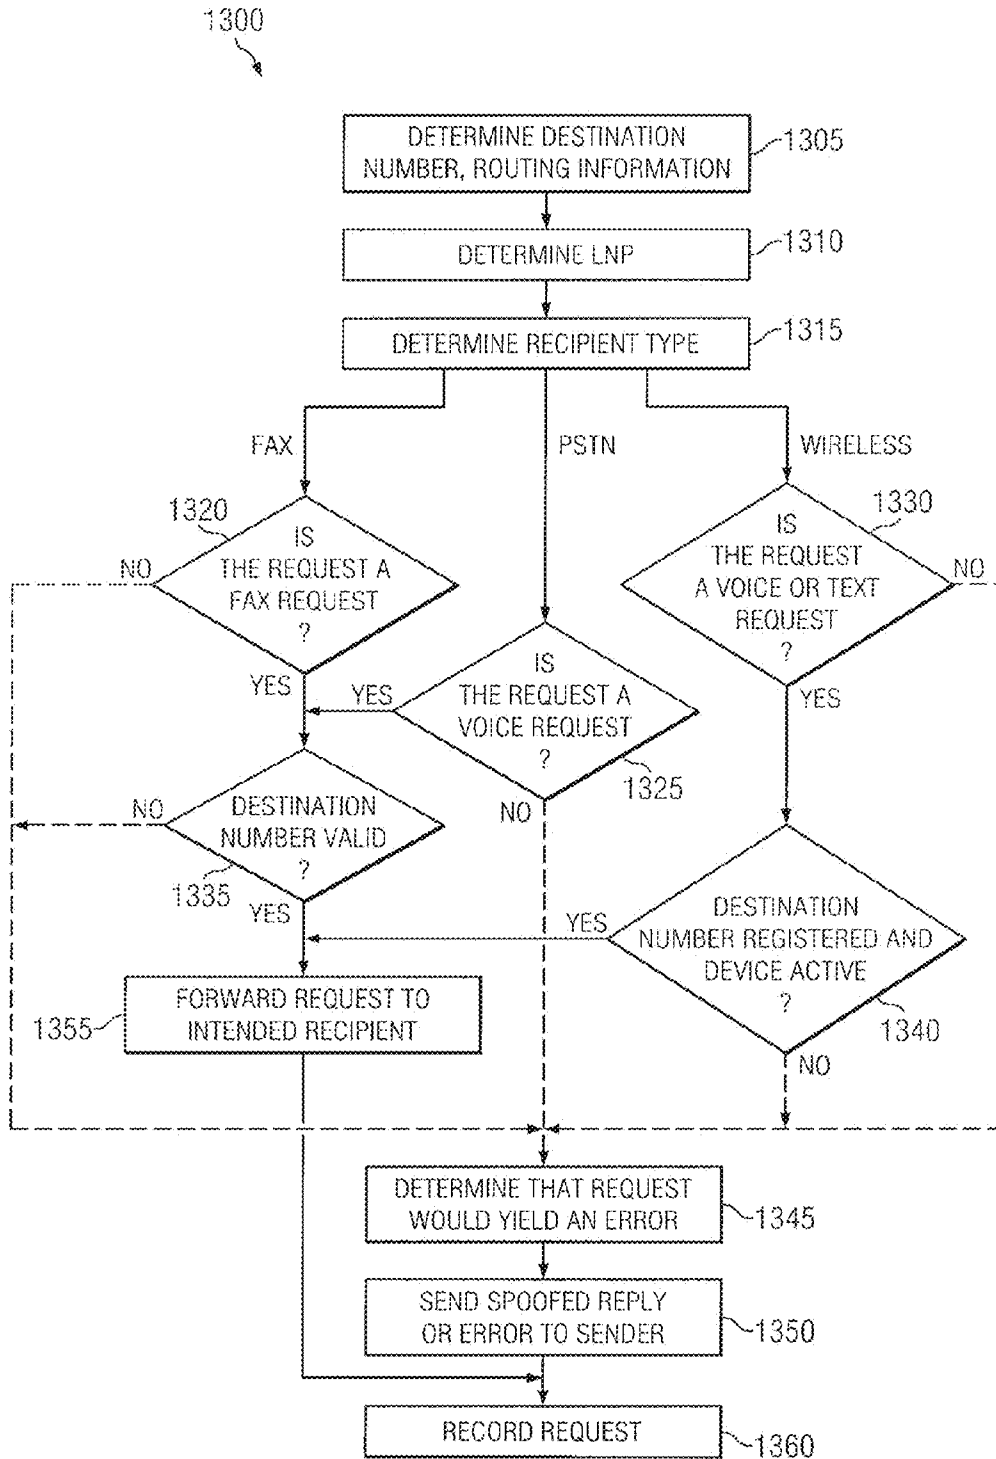 1300
DETERMINE DESTINATION
NUMBER, ROUTING INFORMATION
1305
DETERMINE LNP
1310
DETERMINE RECIPIENT TYPE
1315
FAX
PSTN
WIRELESS
1320
IS
THE REQUEST A
FAX REQUEST
?
NO
YES
1330
IS
THE REQUEST
A VOICE OR TEXT
REQUEST
?
NO
YES
IS
THE REQUEST A
VOICE REQUEST
?
YES
1325
NO
DESTINATION
NUMBER VALID
?
NO
1335
YES
DESTINATION
NUMBER REGISTERED AND
DEVICE ACTIVE
?
YES
1340
NO
FORWARD REQUEST TO
INTENDED RECIPIENT
1355
DETERMINE THAT REQUEST
WOULD YIELD AN ERROR
1345
SEND SPOOFED REPLY
OR ERROR TO SENDER
1350
RECORD REQUEST
1360